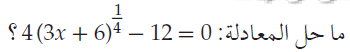 ما حل المعادلة: 4(3x + 6)^{1/4} − 12 = 0 ؟